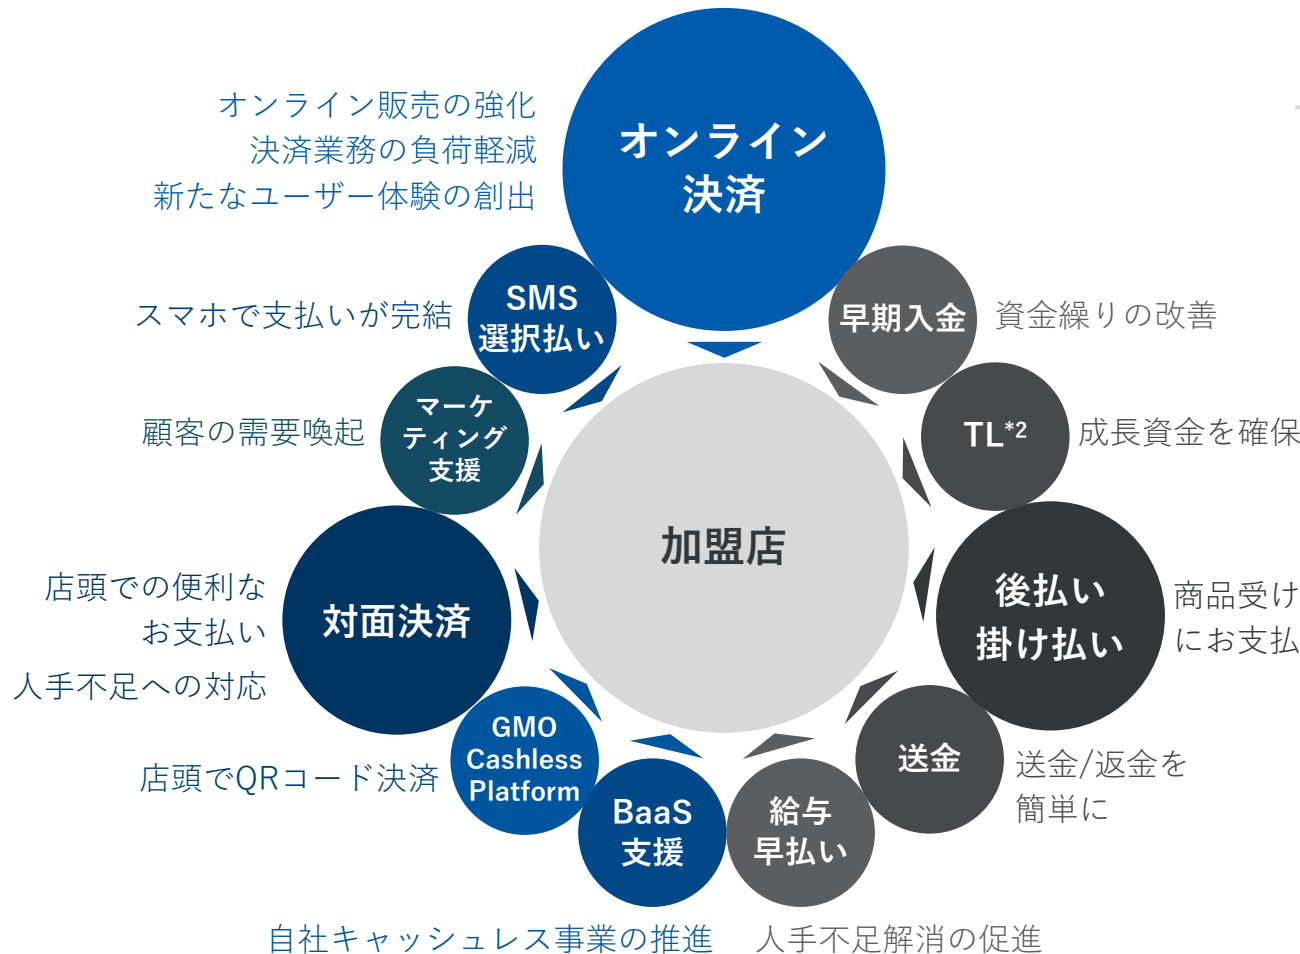 オンライン販売の強化
決済業務の負荷軽減
新たなユーザー体験の創出
オンライン
決済
スマホで支払いが完結
SMS
選択払い
早期入金
資金繰りの改善
顧客の需要喚起
マーケ
ティング
支援
TL*2
成長資金を確保
加盟店
店頭での便利な
お支払い
人手不足への対応
対面決済
後払い
掛け払い
商品受け
にお支払
店頭でQRコード決済
GMO
Cashless
Platform
送金
送金/返金を
簡単に
BaaS
支援
給与
早払い
自社キャッシュレス事業の推進
人手不足解消の促進